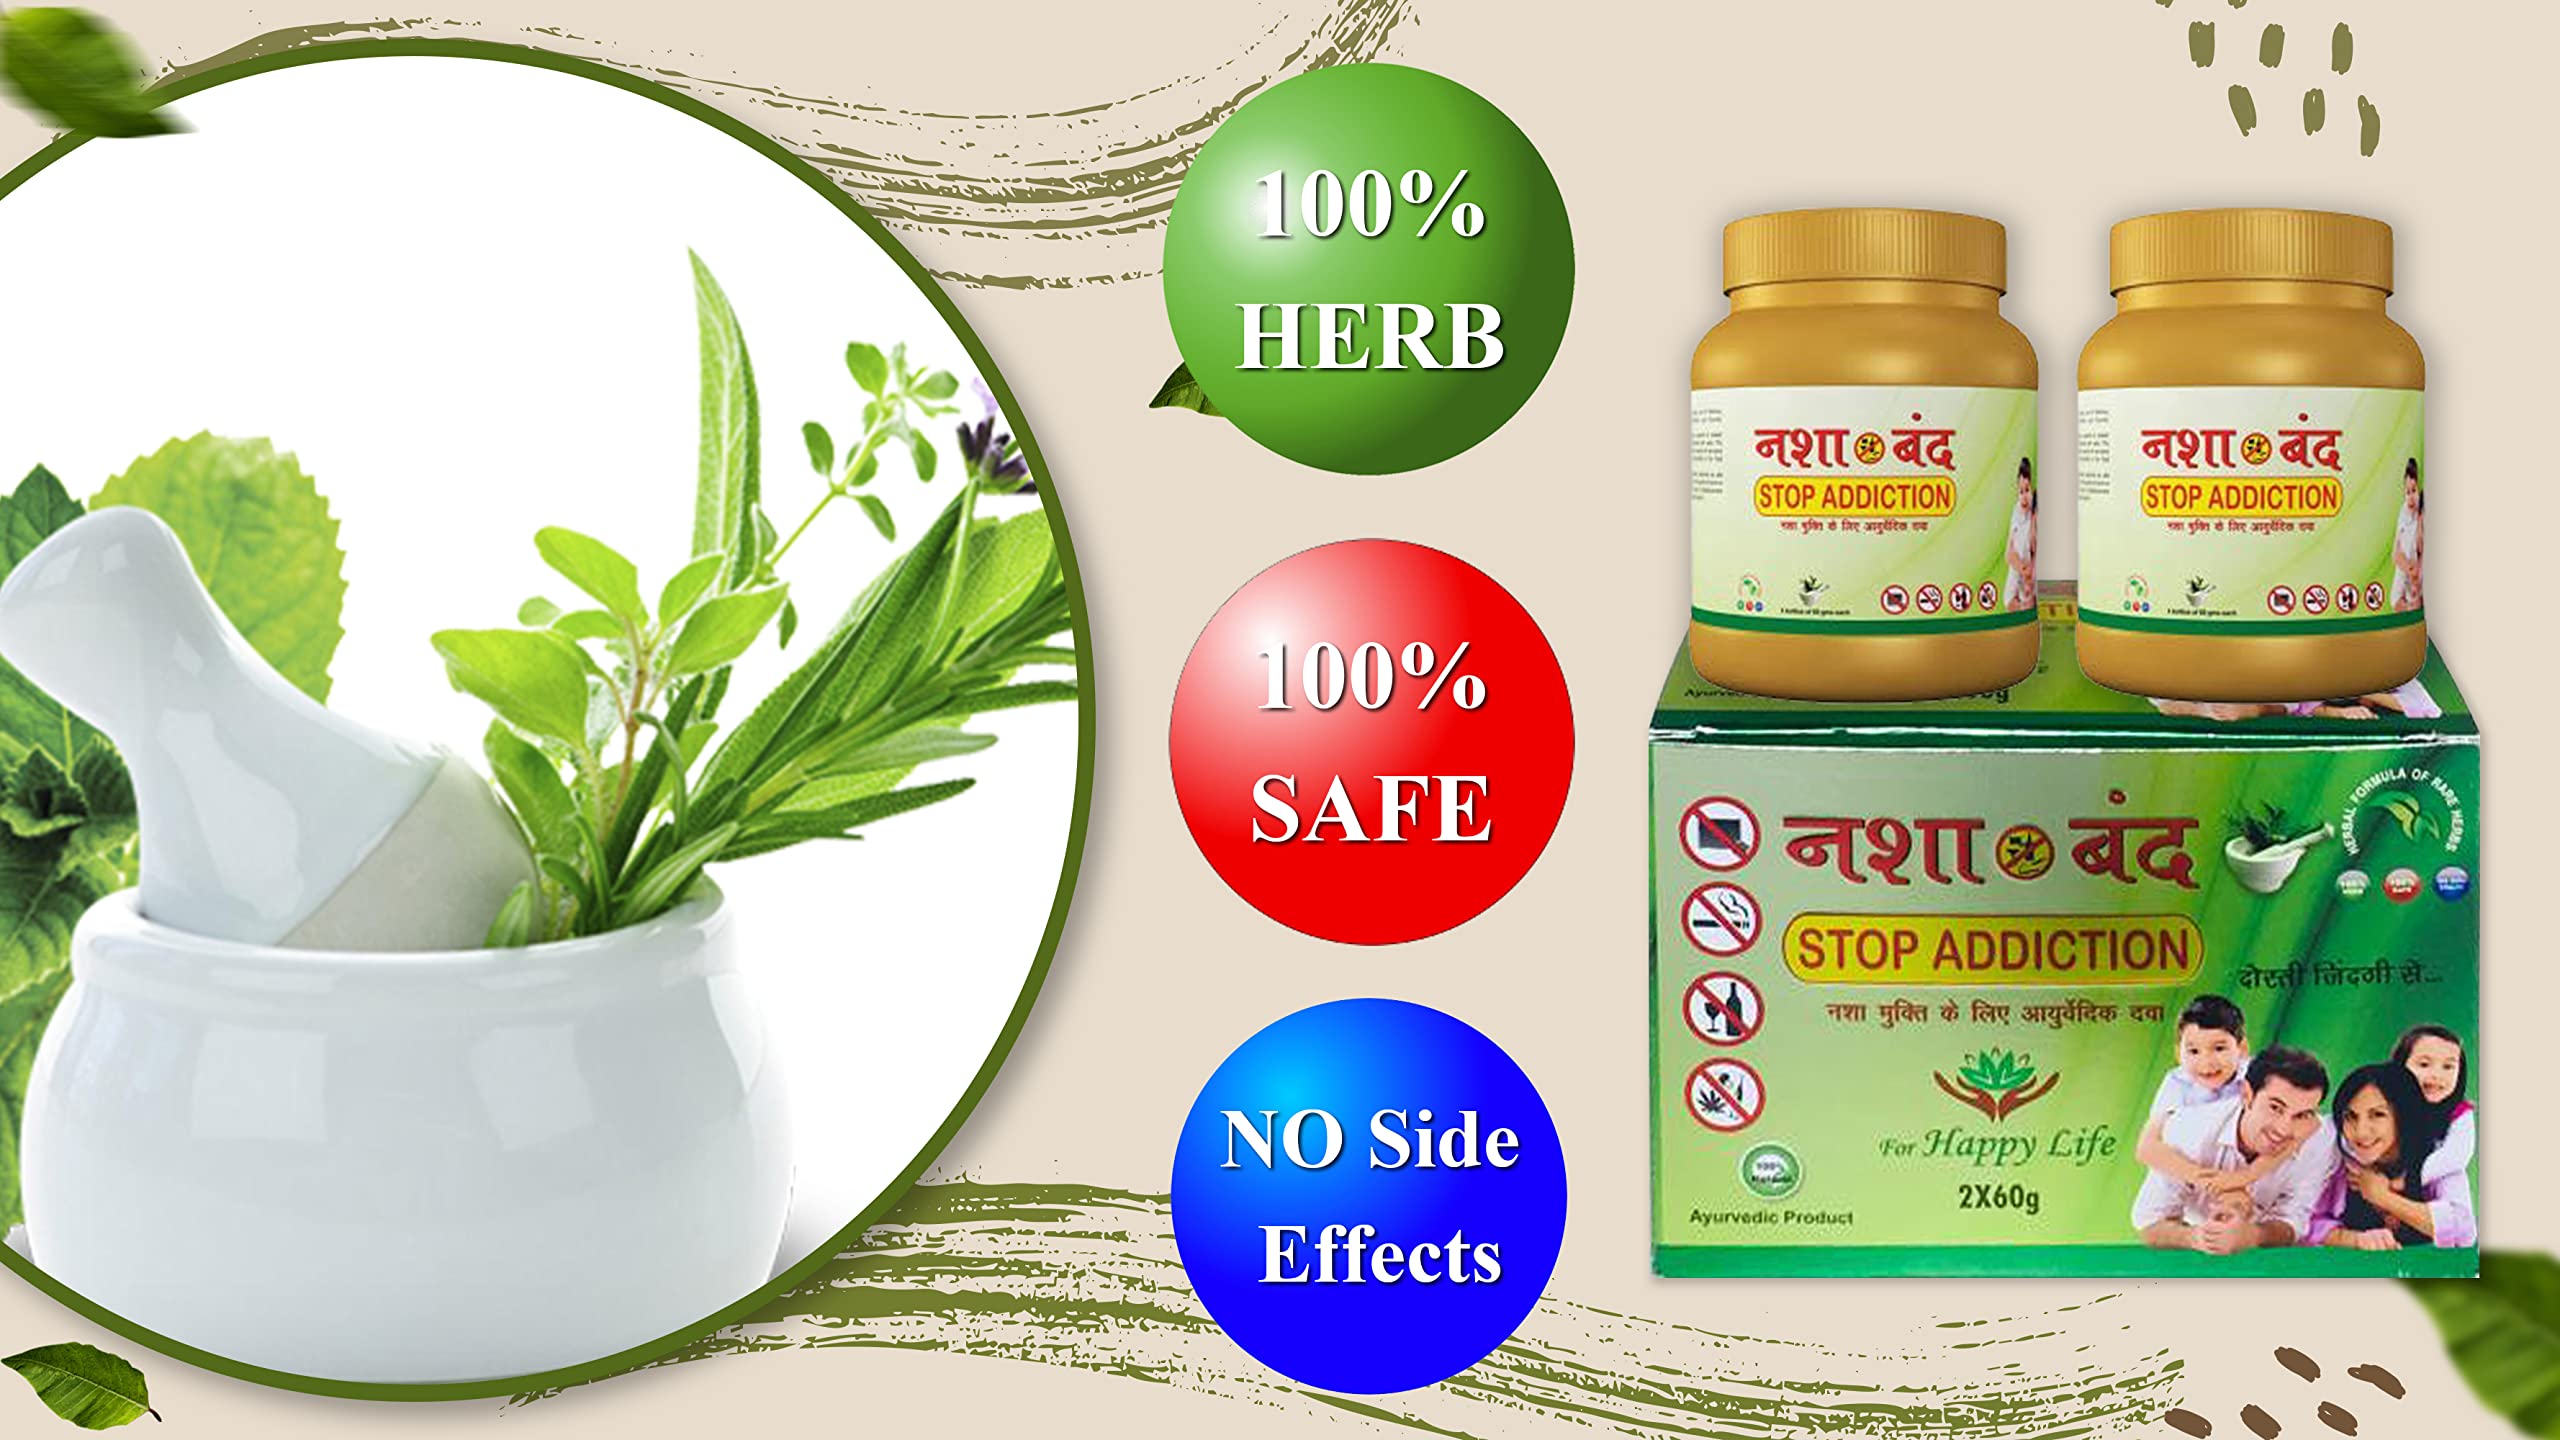 100%
HERB
100%
SAFE
NO Side
Effects
नशा बंद
STOP ADDICTION
नशा मुक्ति के लिए आयुर्वेदिक दवा
नशा बंद
STOP ADDICTION
नशा मुक्ति के लिए आयुर्वेदिक दवा
HERBAL FORMULA OF RARE HERBS
नशा बंद
STOP ADDICTION
दोस्ती जिंदगी से...
नशा मुक्ति के लिए आयुर्वेदिक दवा
For Happy Life
2X60g
100%
Ayurvedic Product